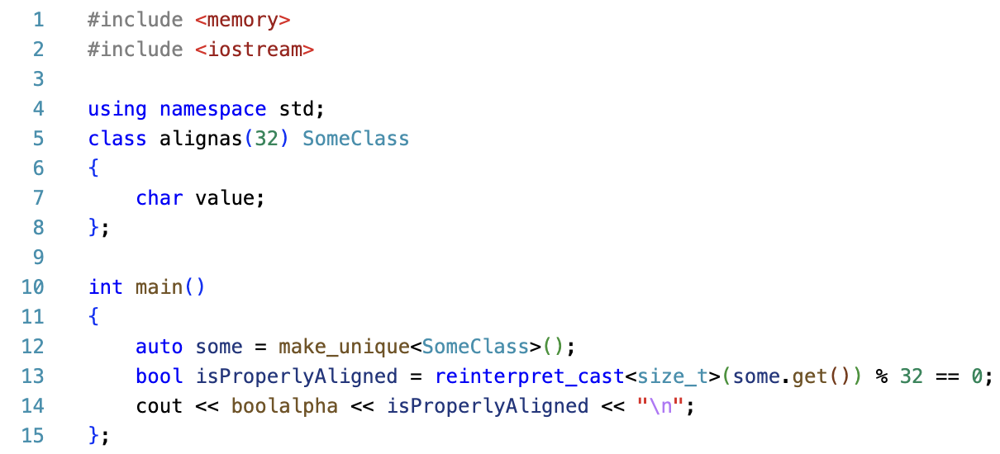 1 #include <memory>
2 #include <iostream>
3
4 using namespace std;
5 class alignas(32) SomeClass
6 {
7     char value;
8 };
9
10 int main()
11 {
12     auto some = make_unique<SomeClass>();
13     bool isProperlyAligned = reinterpret_cast<size_t>(some.get()) % 32 == 0;
14     cout << boolalpha << isProperlyAligned << "\n";
15 };